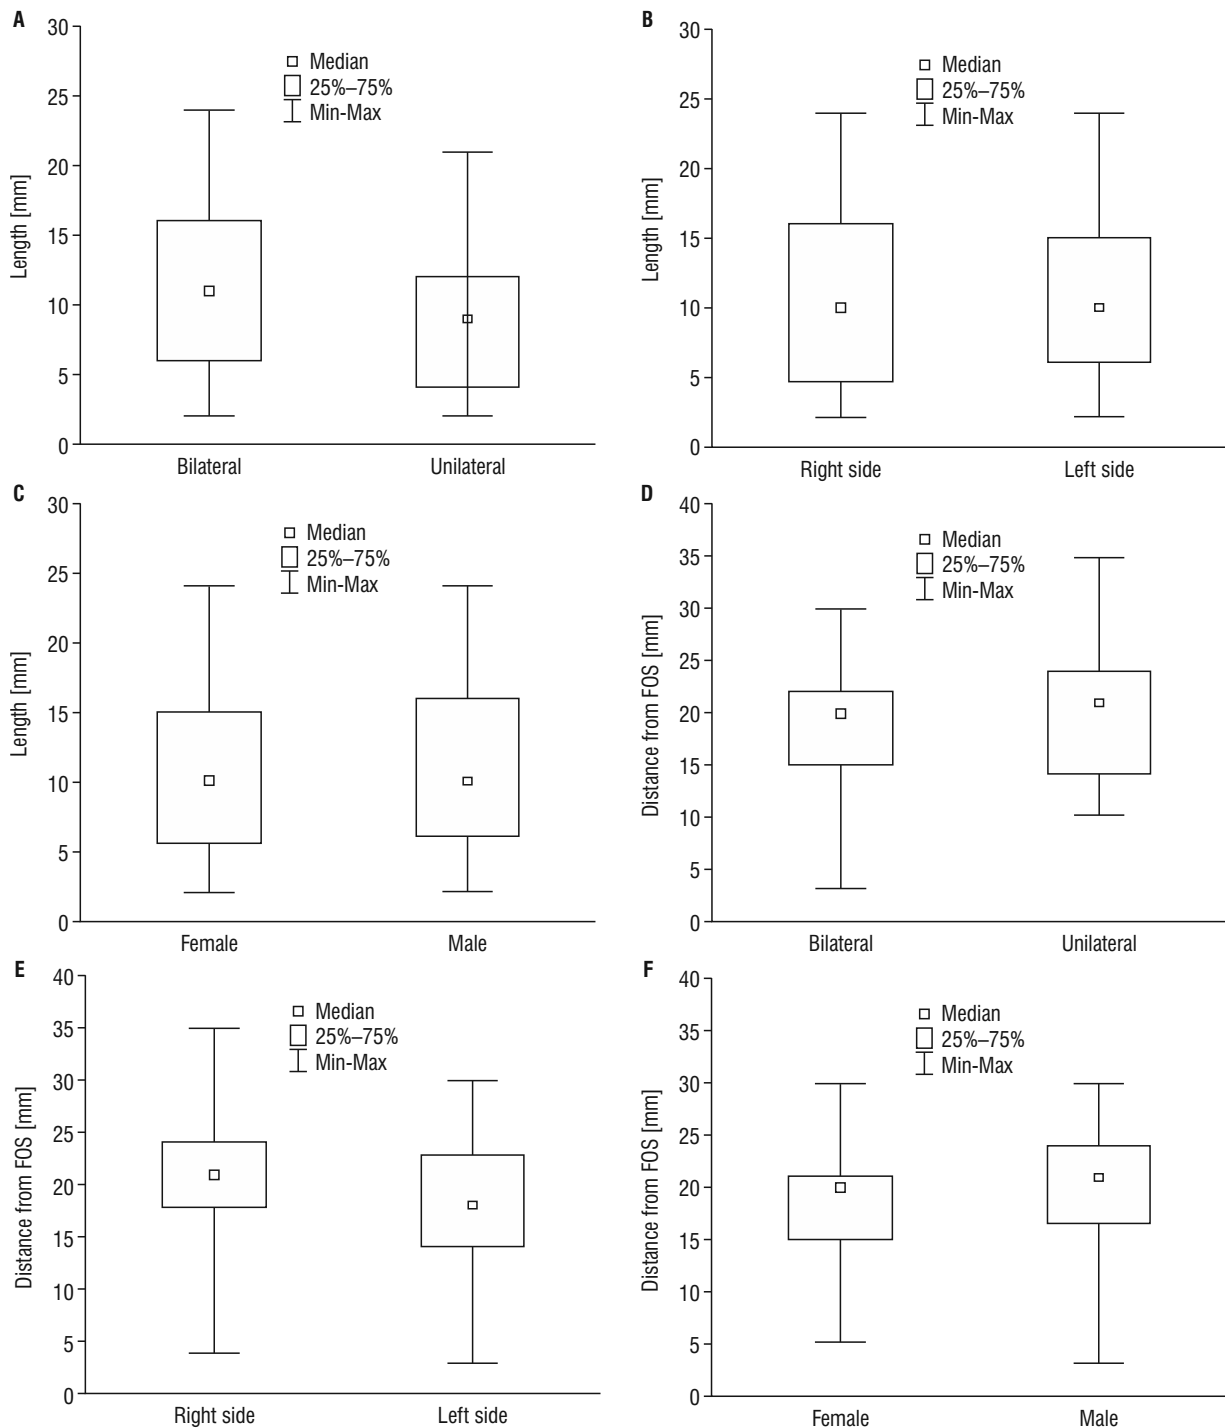 A
30
25
20
15
10
5
0
Length [mm]
Median
25%–75%
Min-Max
Bilateral
Unilateral
B
30
25
20
15
10
5
0
Length [mm]
Median
25%–75%
Min-Max
Right side
Left side
C
30
25
20
15
10
5
0
Length [mm]
Median
25%–75%
Min-Max
Female
Male
D
40
35
30
25
20
15
10
5
0
Distance from FOS [mm]
Median
25%–75%
Min-Max
Bilateral
Unilateral
E
40
35
30
25
20
15
10
5
0
Distance from FOS [mm]
Median
25%–75%
Min-Max
Right side
Left side
F
40
35
30
25
20
15
10
5
0
Distance from FOS [mm]
Median
25%–75%
Min-Max
Female
Male